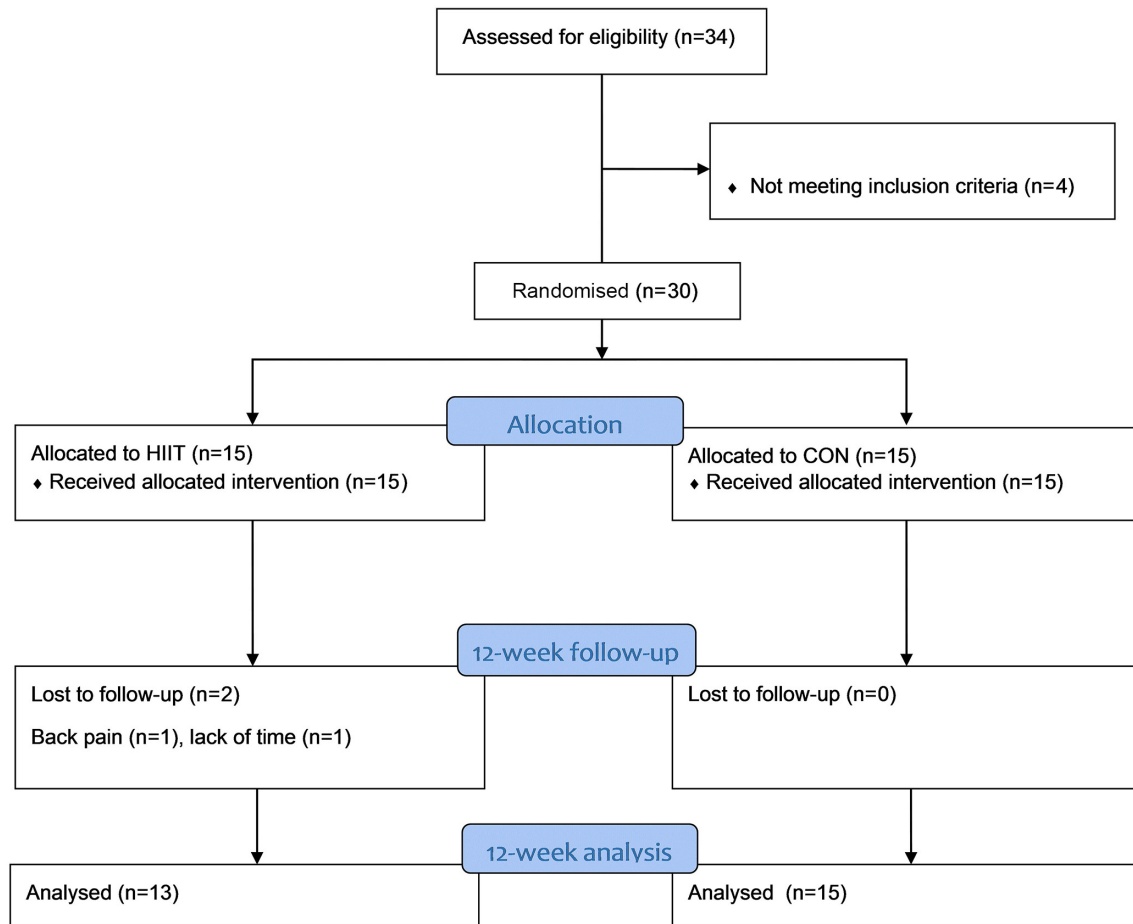 Assessed for eligibility (n=34)
♦ Not meeting inclusion criteria (n=4)
Randomised (n=30)
Allocation
Allocated to HIIT (n=15)
♦ Received allocated intervention (n=15)
Allocated to CON (n=15)
♦ Received allocated intervention (n=15)
12-week follow-up
Lost to follow-up (n=2)
Back pain (n=1), lack of time (n=1)
Lost to follow-up (n=0)
12-week analysis
Analysed (n=13)
Analysed (n=15)